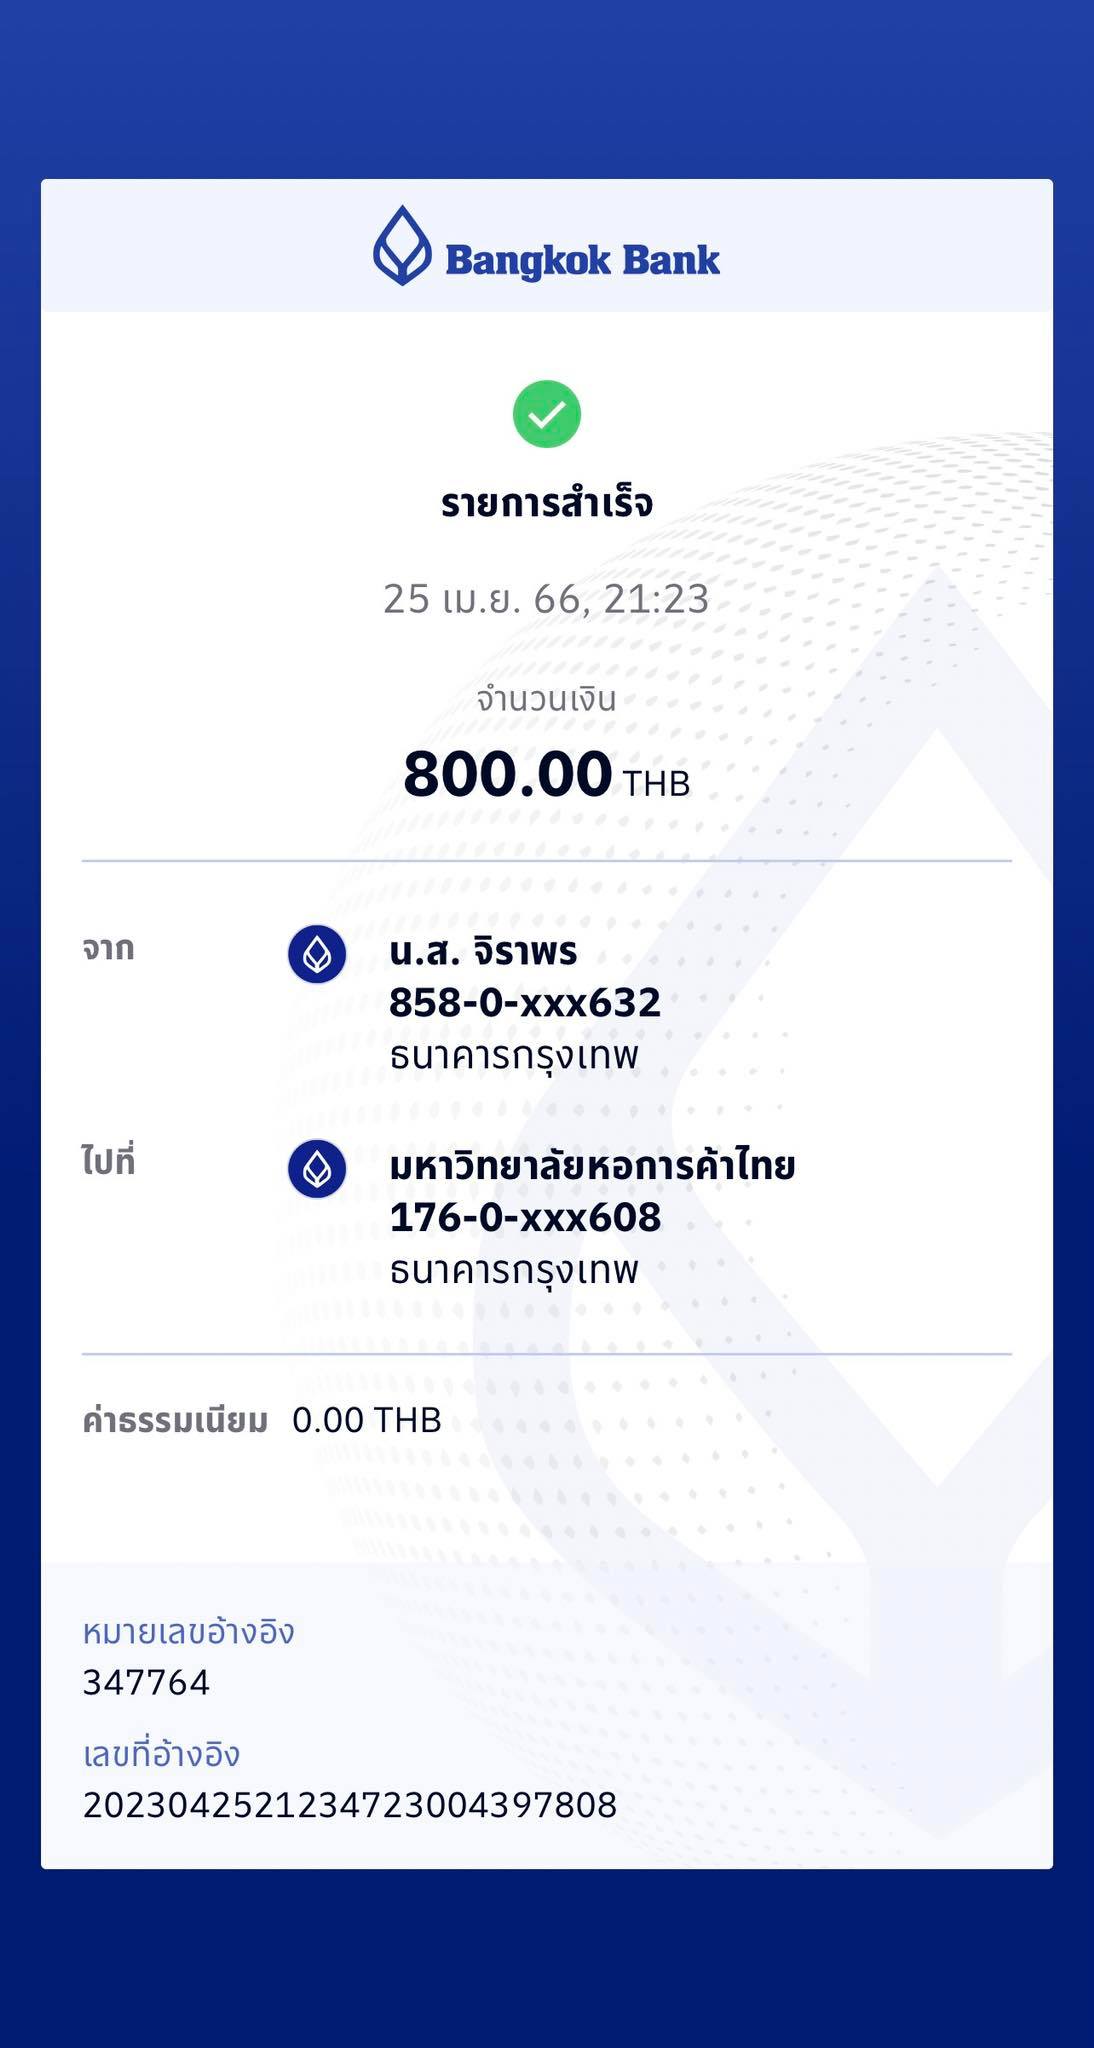 Bangkok Bank
รายการสำเร็จ
25 เม.ย. 66, 21:23
จำนวนเงิน
800.00 THB
จาก
น.ส. จิราพร
858-0-xxx632
ธนาคารกรุงเทพ
ไปที่
มหาวิทยาลัยหอการค้าไทย
176-0-xxx608
ธนาคารกรุงเทพ
ค่าธรรมเนียม 0.00 THB
หมายเลขอ้างอิง
347764
เลขที่อ้างอิง
2023042521234723004397808